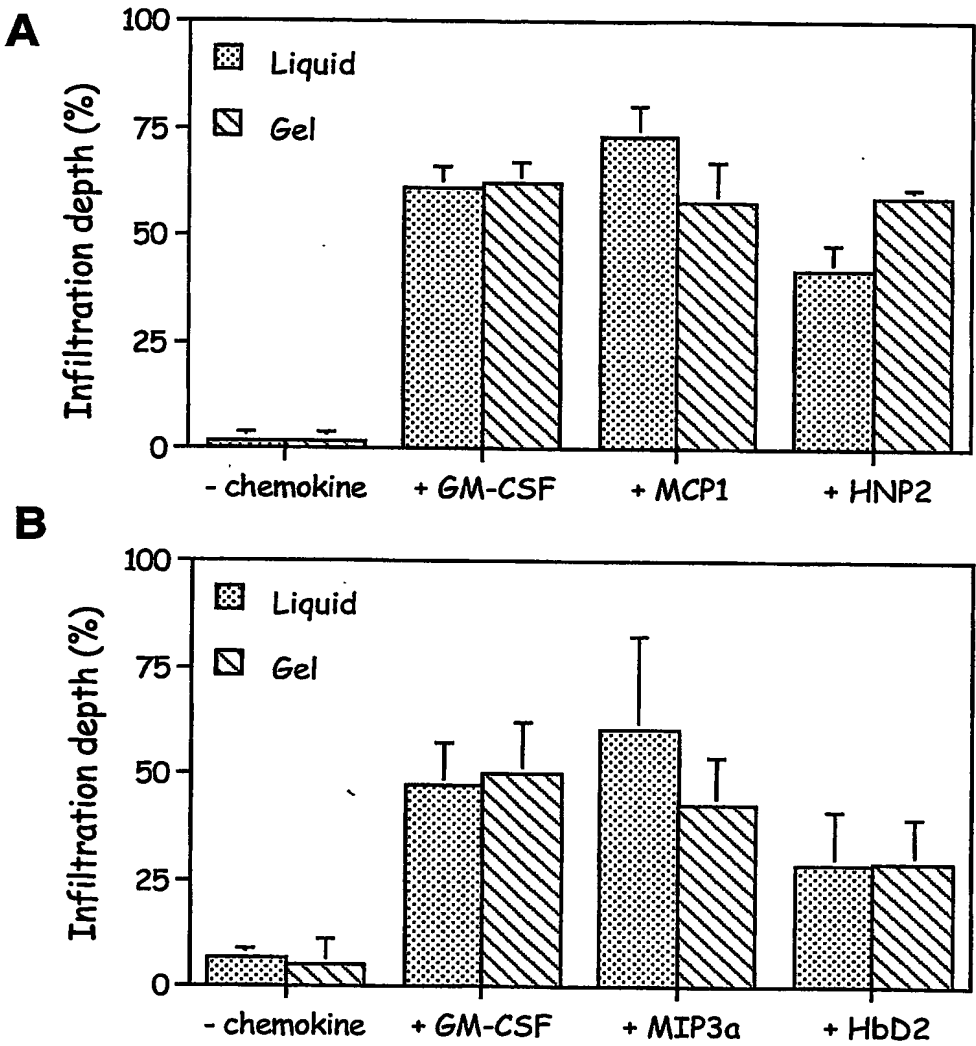 A
100
75
50
25
0
Infiltration depth (%)
Liquid
Gel
- chemokine + GM-CSF + MCP1 + HNP2
B
100
75
50
25
0
Infiltration depth (%)
Liquid
Gel
- chemokine + GM-CSF + MIP3a + HbD2